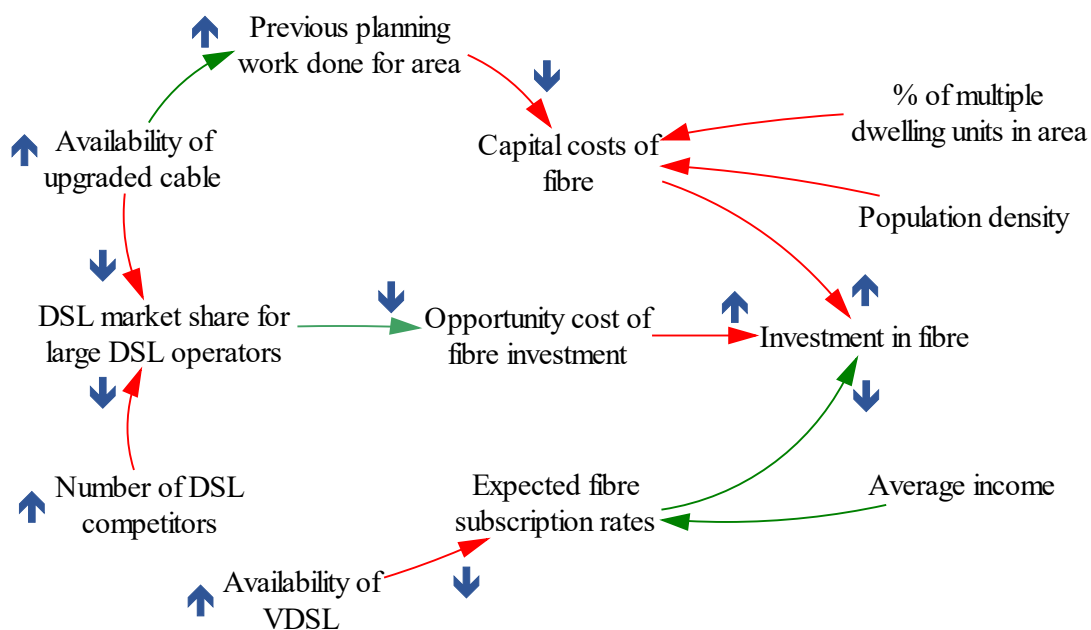 Previous planning
work done for area
% of multiple
dwelling units in area
Availability of
upgraded cable
Capital costs of
fibre
Population density
DSL market share for
large DSL operators
Opportunity cost of
fibre investment
Investment in fibre
Number of DSL
competitors
Expected fibre
subscription rates
Average income
Availability of
VDSL